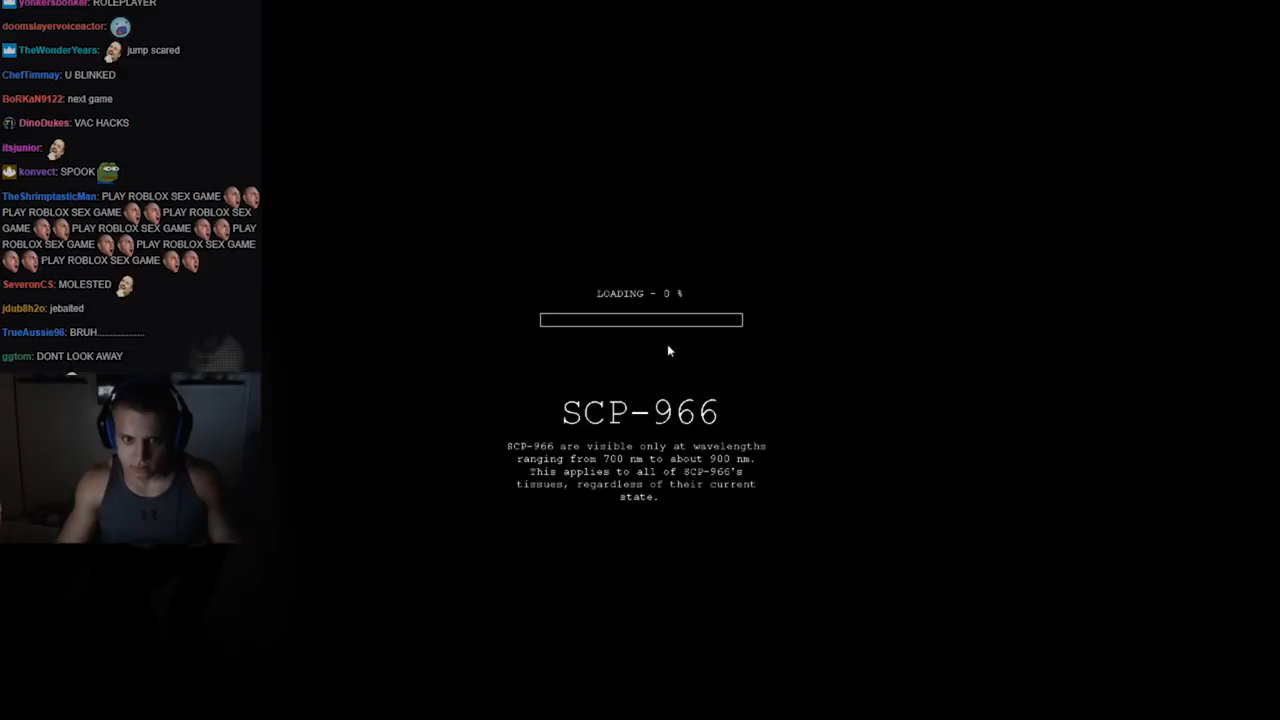 yonkersbonker: ROLEPLAYER
doomslayervoiceactor:
TheWonderYears: jump scared
ChefTimmay: U BLINKED
BoRKaN9122: next game
DinoDukes: VAC HACKS
itsjunior:
konvect: SPOOK
TheShrimptasticMan: PLAY ROBLOX SEX GAME
PLAY ROBLOX SEX GAME PLAY ROBLOX SEX
GAME PLAY ROBLOX SEX GAME PLAY
ROBLOX SEX GAME PLAY ROBLOX SEX GAME
PLAY ROBLOX SEX GAME
SeveronCS: MOLESTED
jdub8h2o: jebaited
TrueAussie96: BRUH..................
ggtom: DONT LOOK AWAY
LOADING - 0 %
SCP-966
SCP-966 are visible only at wavelengths
ranging from 700 nm to about 900 nm.
This applies to all of SCP-966's
tissues, regardless of their current
state.